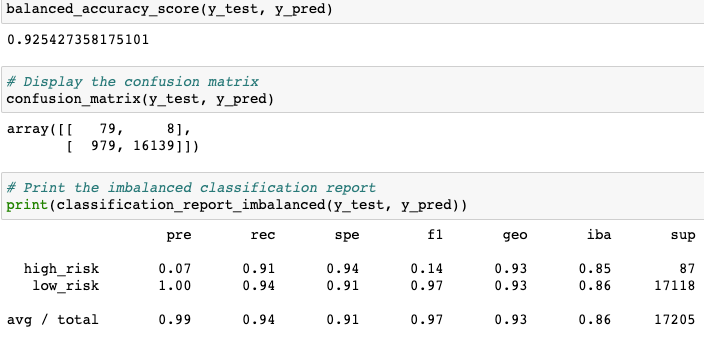 balanced_accuracy_score(y_test, y_pred)
0.925427358175101
# Display the confusion matrix
confusion_matrix(y_test, y_pred)
array([[   79,     8],
       [  979, 16139]])
# Print the imbalanced classification report
print(classification_report_imbalanced(y_test, y_pred))
                   pre       rec       spe        f1       geo       iba       sup
  high_risk       0.07      0.91      0.94      0.14      0.93      0.85        87
   low_risk       1.00      0.94      0.91      0.97      0.93      0.86     17118
avg / total       0.99      0.94      0.91      0.97      0.93      0.86     17205